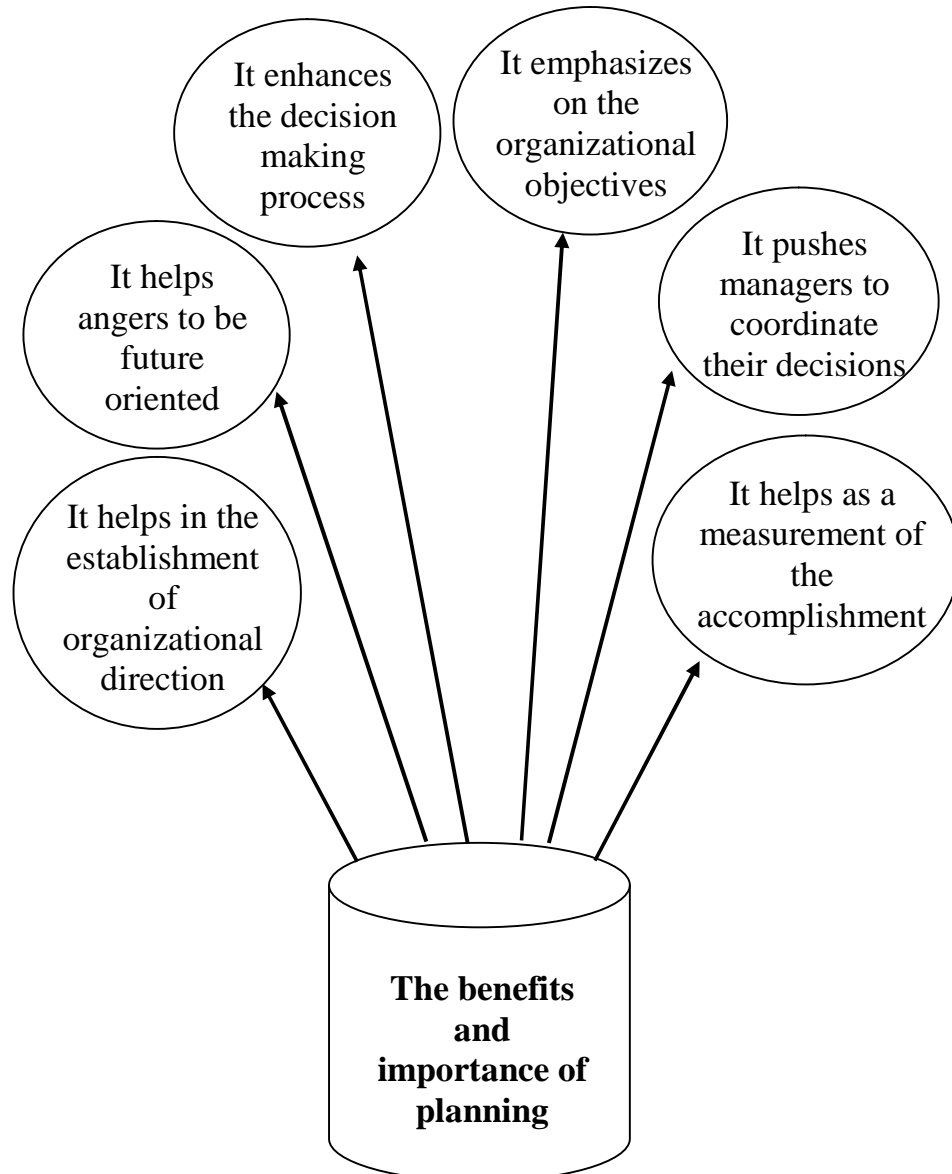 It enhances
the decision
making
process
It emphasizes
on the
organizational
objectives
It helps
angers to be
future
oriented
It pushes
managers to
coordinate
their decisions
It helps in the
establishment
of
organizational
direction
It helps as a
measurement of
the
accomplishment
The benefits
and
importance of
planning